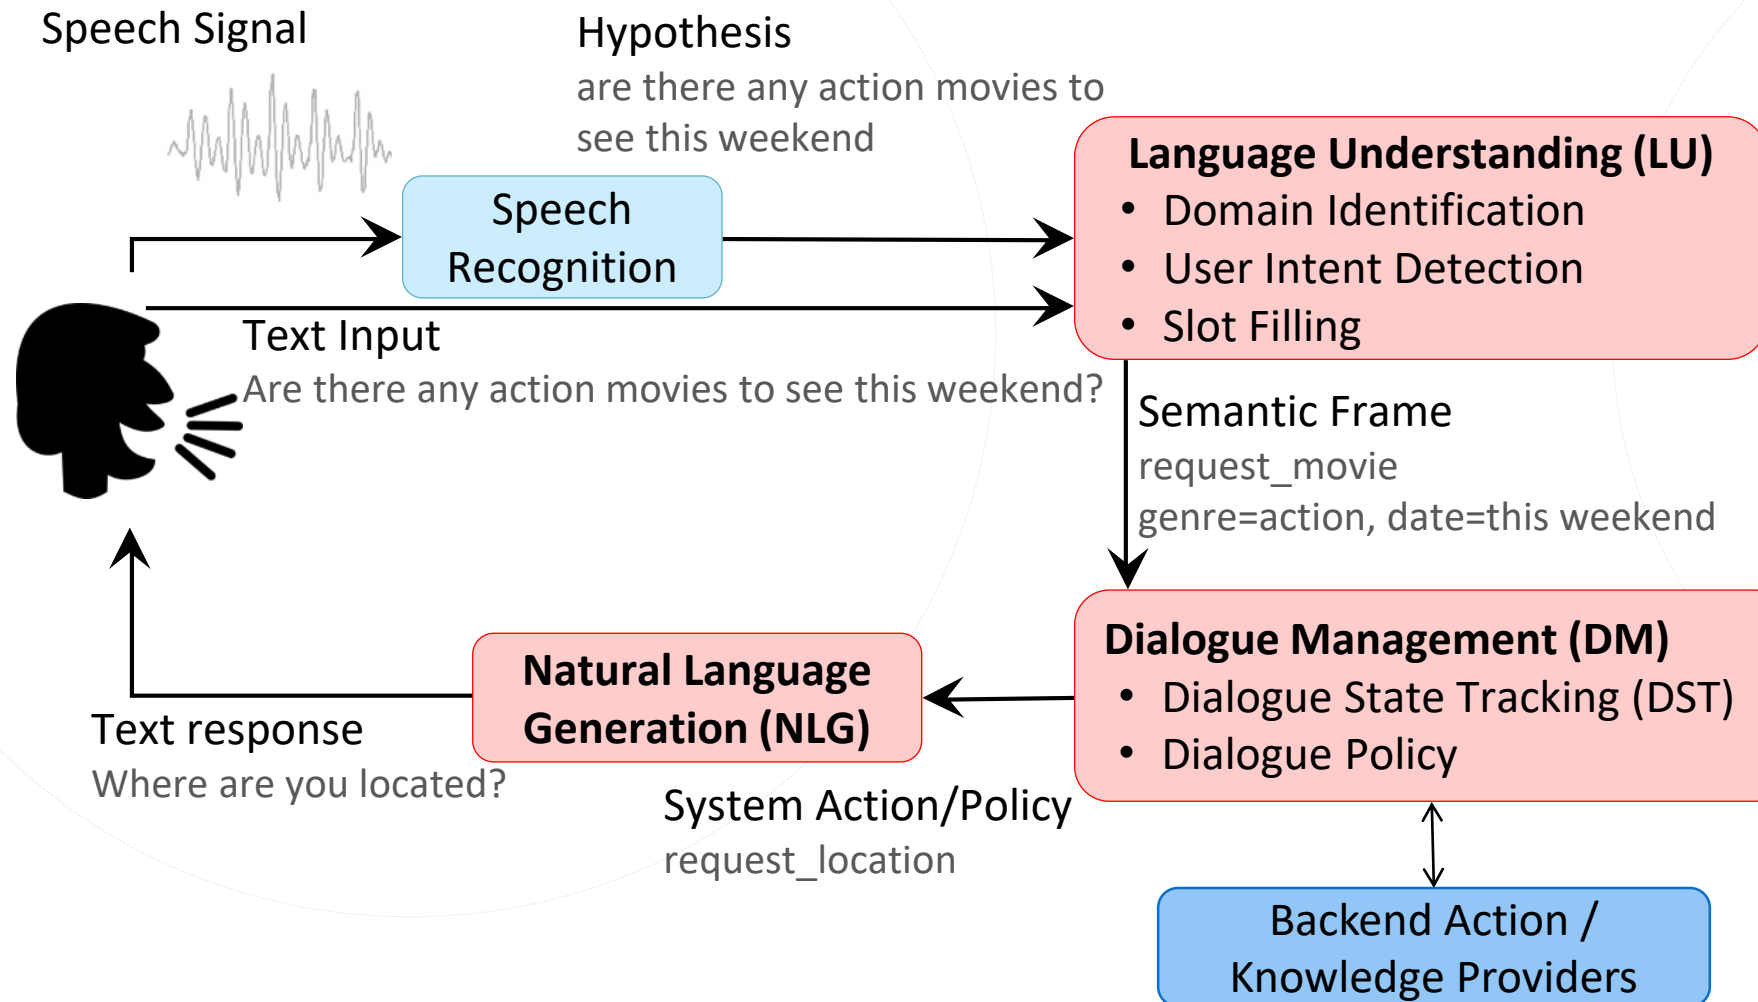 Speech Signal
Hypothesis
are there any action movies to
see this weekend
Speech
Recognition
Language Understanding (LU)
• Domain Identification
• User Intent Detection
• Slot Filling
Text Input
Are there any action movies to see this weekend?
Semantic Frame
request_movie
genre=action, date=this weekend
Dialogue Management (DM)
• Dialogue State Tracking (DST)
• Dialogue Policy
Natural Language
Generation (NLG)
Text response
Where are you located?
System Action/Policy
request_location
Backend Action /
Knowledge Providers